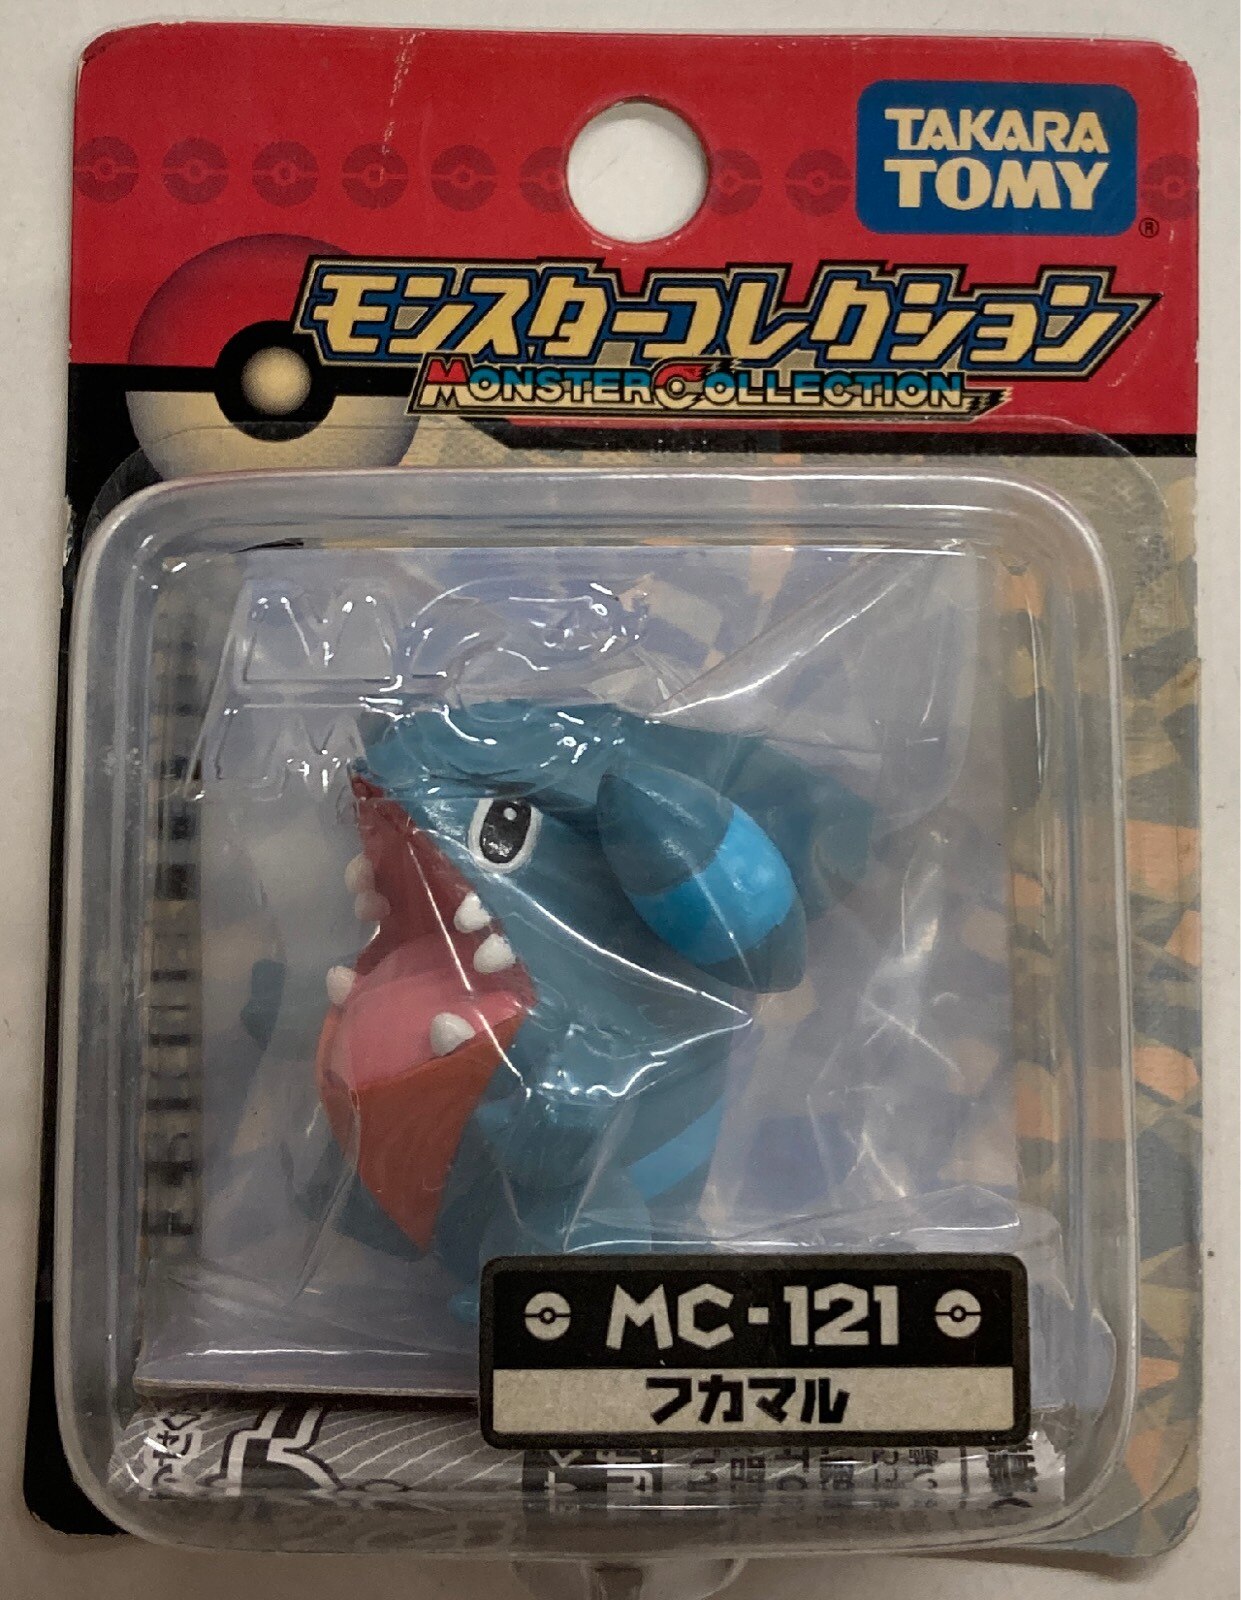 TAKARA
TOMY
®
モンスターコレクション
MONSTER COLLECTION
MC-121
フカマル